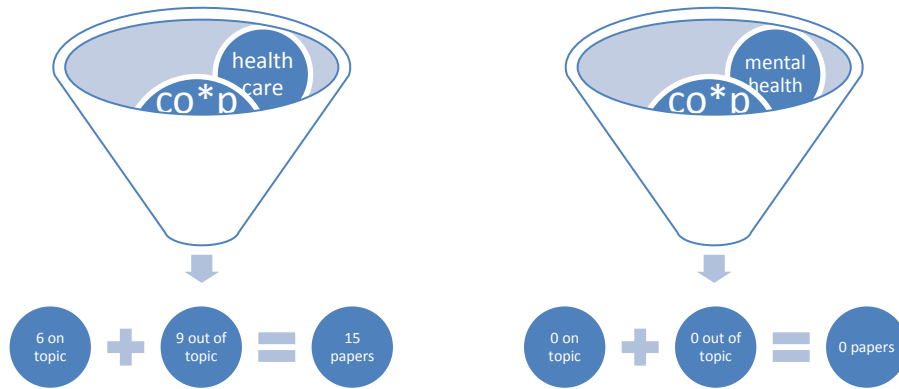 health
care
co*p
6 on
topic
9 out of
topic
15
papers
mental
health
co*p
0 on
topic
0 out of
topic
0 papers